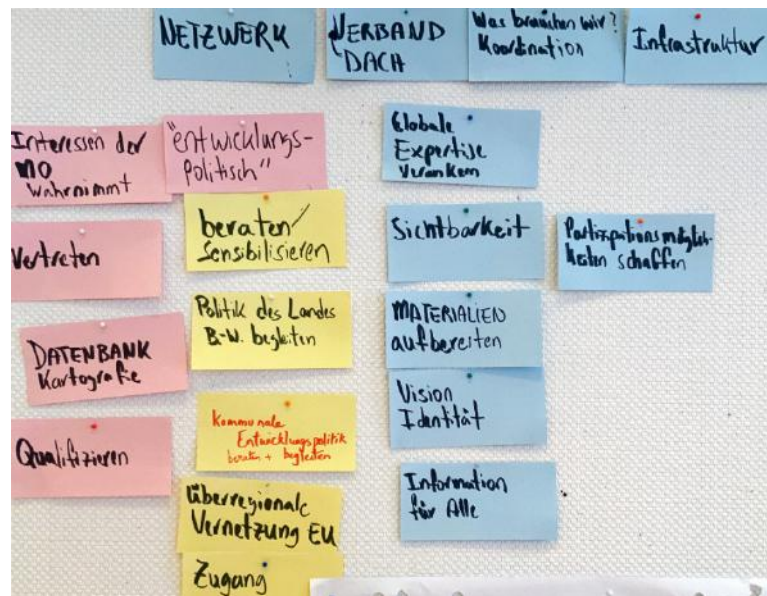 NETZWERK
VERBAND
DACH
Was brauchen wir?
Koordination
Infrastruktur
Interessen der
MO
wahrnimmt
"entwicklungs-
politisch"
Globale
Expertise
verankern
Vertreten
beraten/
Sensibilisieren
Sichtbarkeit
Partizipationsmöglich-
keiten schaffen
DATENBANK
Kartografie
Politik des Landes
B-W. begleiten
MATERIALIEN
aufbereiten
Qualifizieren
Kommunale
Entwicklungspolitik
beraten + begleiten
Vision
Identität
überregionale
Vernetzung EU
Information
für Alle
Zugang